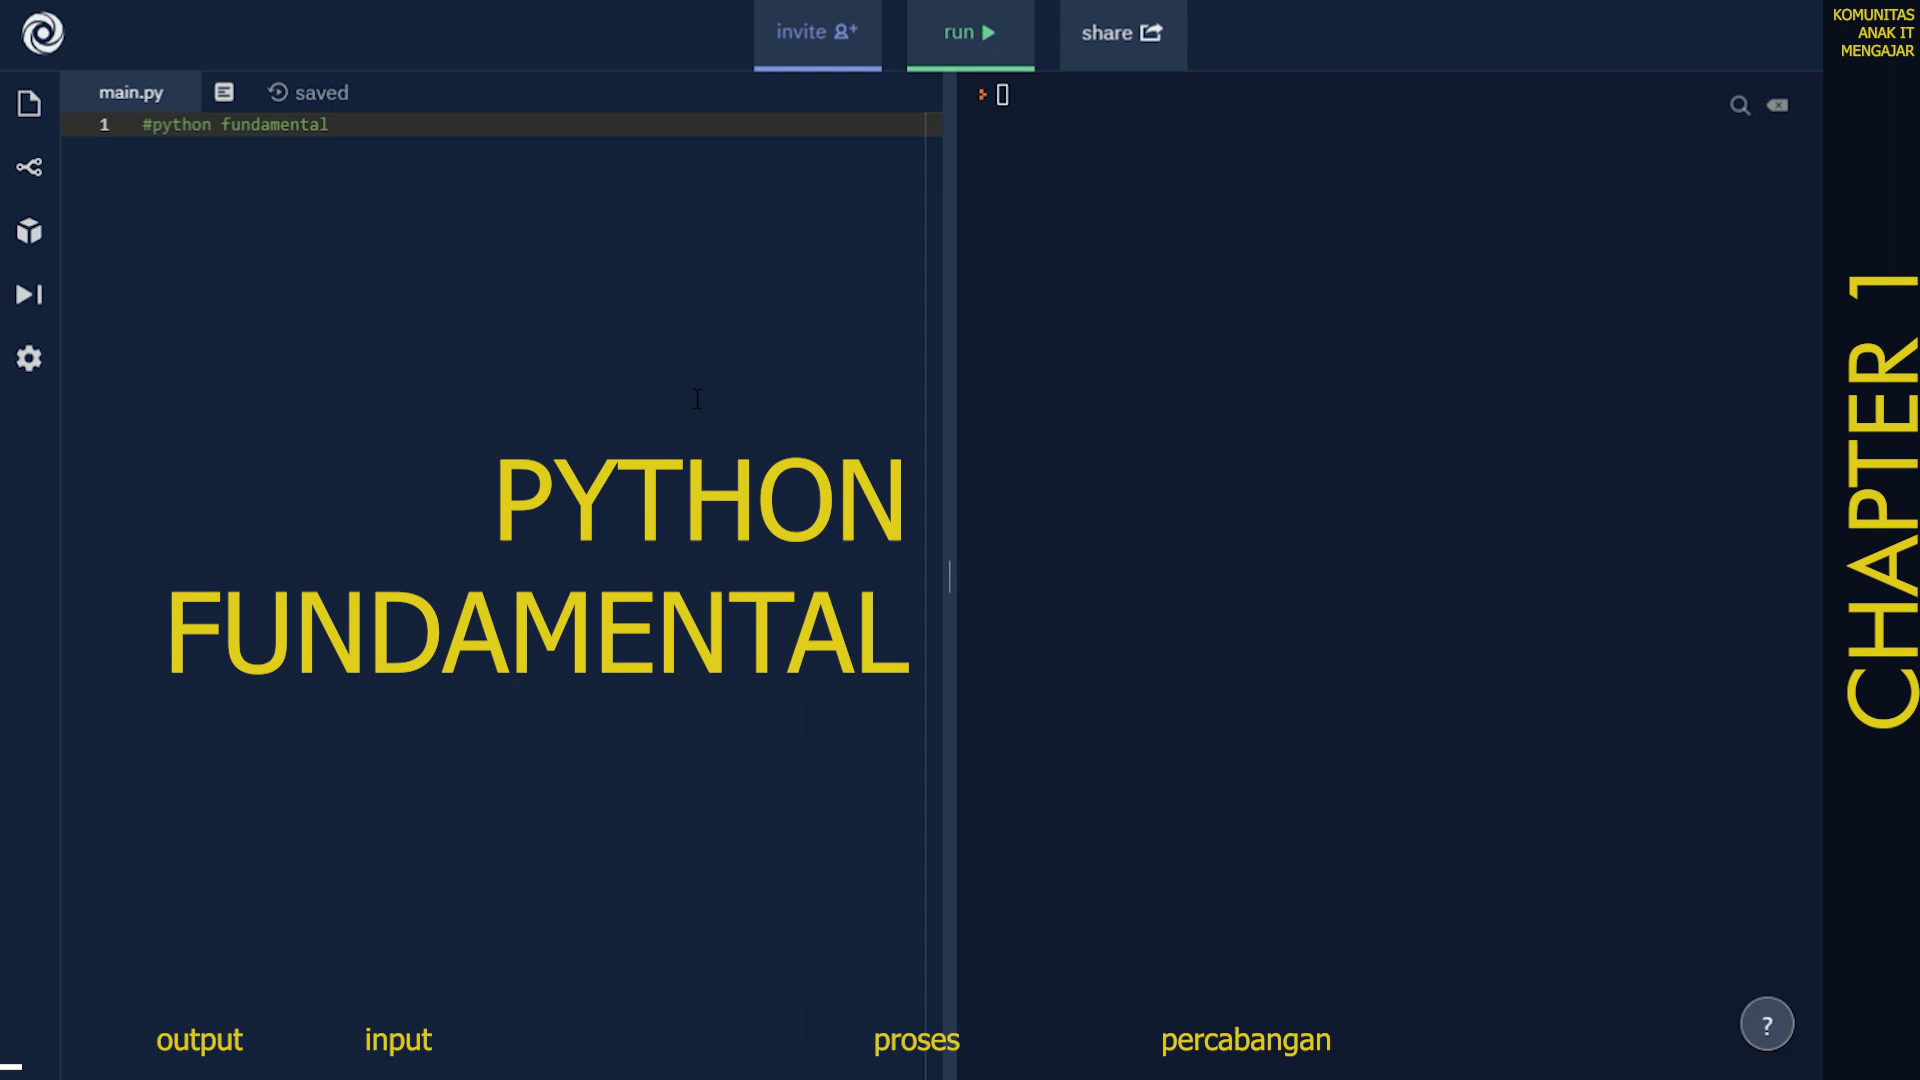 invite
run
share
KOMUNITAS
ANAK IT
MENGAJAR
main.py
saved
1 #python fundamental
CHAPTER 1
PYTHON
FUNDAMENTAL
output input proses percabangan
?